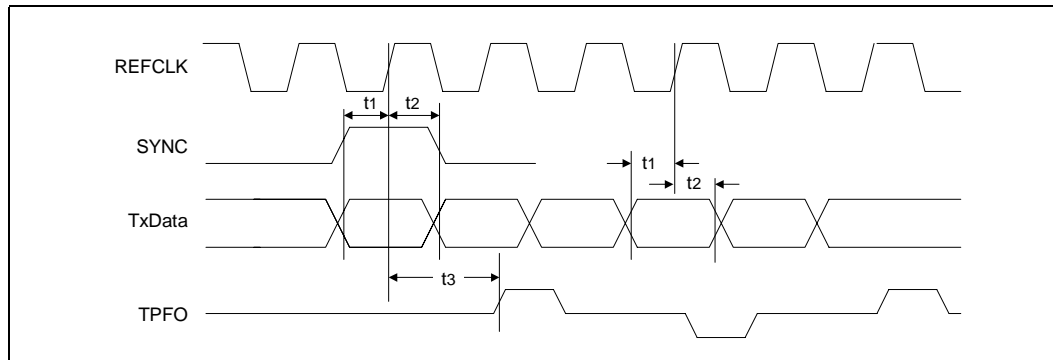 REFCLK
t1 t2
SYNC
t1
t2
TxData
t3
TPFO